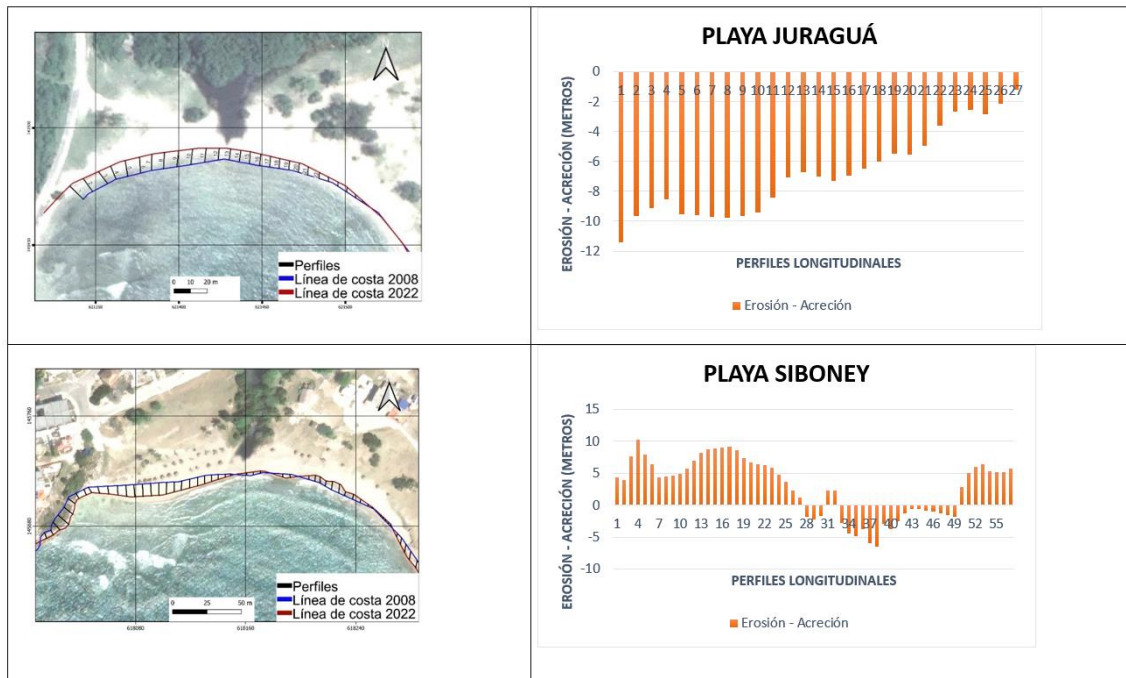 Perfiles
Línea de costa 2008
Línea de costa 2022
0 10 20 m
PLAYA JURAGUÁ
EROSIÓN - ACRECIÓN (METROS)
0
-2
-4
-6
-8
-10
-12
1 2 3 4 5 6 7 8 9 10 11 12 13 14 15 16 17 18 19 20 21 22 23 24 25 26 27
PERFILES LONGITUDINALES
Erosión - Acreción
Perfiles
Línea de costa 2008
Línea de costa 2022
0 25 50 m
PLAYA SIBONEY
EROSIÓN - ACRECIÓN (METROS)
15
10
5
0
-5
-10
1 4 7 10 13 16 19 22 25 28 31 34 37 40 43 46 49 52 55
PERFILES LONGITUDINALES
Erosión - Acreción